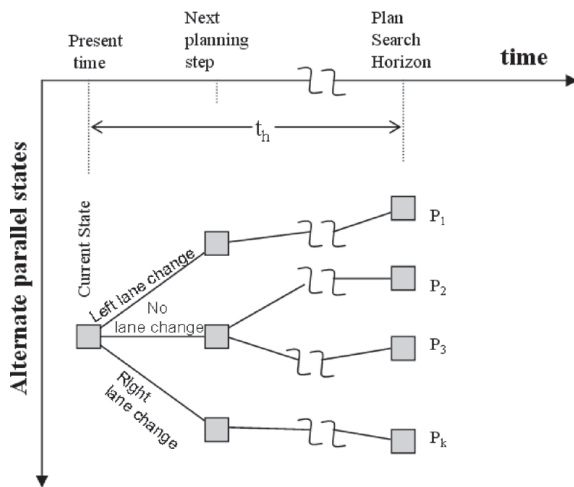 Present
time
Next
planning
step
Plan
Search
Horizon
time
t_h
Alternate parallel states
Current State
Left lane change
No
lane change
Right
lane change
P_1
P_2
P_3
P_k